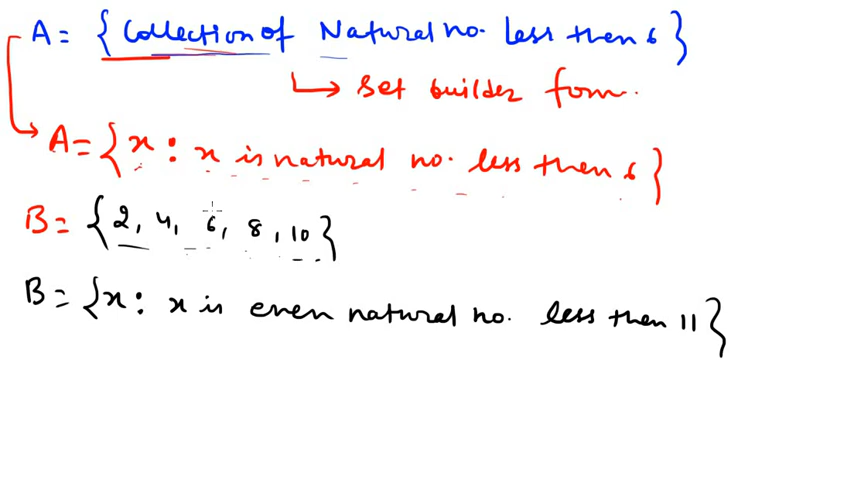 A = { Collection of Natural no. Less then 6 }
↳ Set builder form.
A = { x : x is natural no. less then 6 }
B = { 2, 4, 6, 8, 10 }
B = { x : x is even natural no. less then 11 }